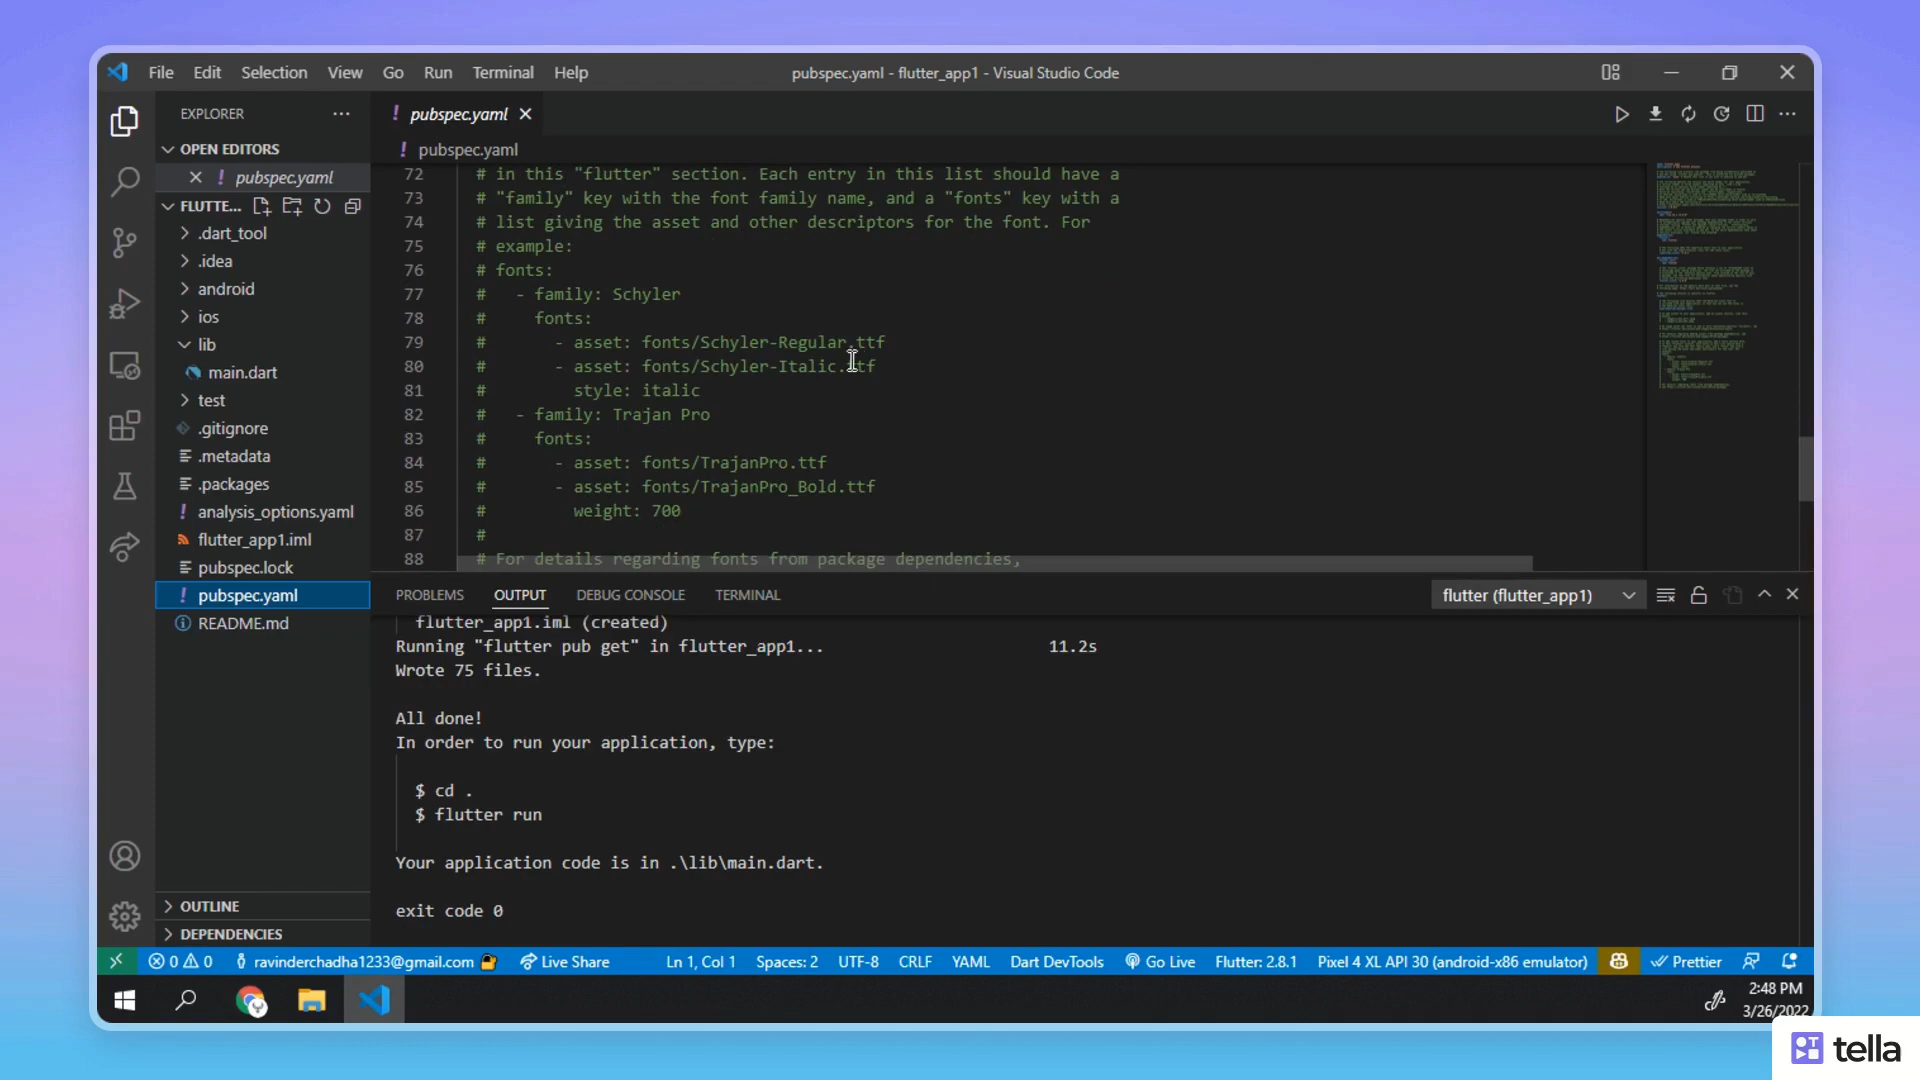 File Edit Selection View Go Run Terminal Help
pubspec.yaml - flutter_app1 - Visual Studio Code
EXPLORER
OPEN EDITORS
pubspec.yaml
FLUTTE...
.dart_tool
.idea
android
ios
lib
main.dart
test
.gitignore
.metadata
.packages
analysis_options.yaml
flutter_app1.iml
pubspec.lock
pubspec.yaml
README.md
OUTLINE
DEPENDENCIES
! pubspec.yaml
! pubspec.yaml
72 # in this "flutter" section. Each entry in this list should have a
73 # "family" key with the font family name, and a "fonts" key with a
74 # list giving the asset and other descriptors for the font. For
75 # example:
76 # fonts:
77 #   - family: Schyler
78 #     fonts:
79 #       - asset: fonts/Schyler-Regular.ttf
80 #       - asset: fonts/Schyler-Italic.ttf
81 #         style: italic
82 #   - family: Trajan Pro
83 #     fonts:
84 #       - asset: fonts/TrajanPro.ttf
85 #       - asset: fonts/TrajanPro_Bold.ttf
86 #         weight: 700
87 #
88 # For details regarding fonts from package dependencies,
PROBLEMS OUTPUT DEBUG CONSOLE TERMINAL
flutter (flutter_app1)
flutter_app1.iml (created)
Running "flutter pub get" in flutter_app1... 11.2s
Wrote 75 files.
All done!
In order to run your application, type:
$ cd .
$ flutter run
Your application code is in .\lib\main.dart.
exit code 0
0 0 ravinderchadha1233@gmail.com Live Share Ln 1, Col 1 Spaces: 2 UTF-8 CRLF YAML Dart DevTools Go Live Flutter: 2.8.1 Pixel 4 XL API 30 (android-x86 emulator) Prettier
2:48 PM
3/26/2022
tella